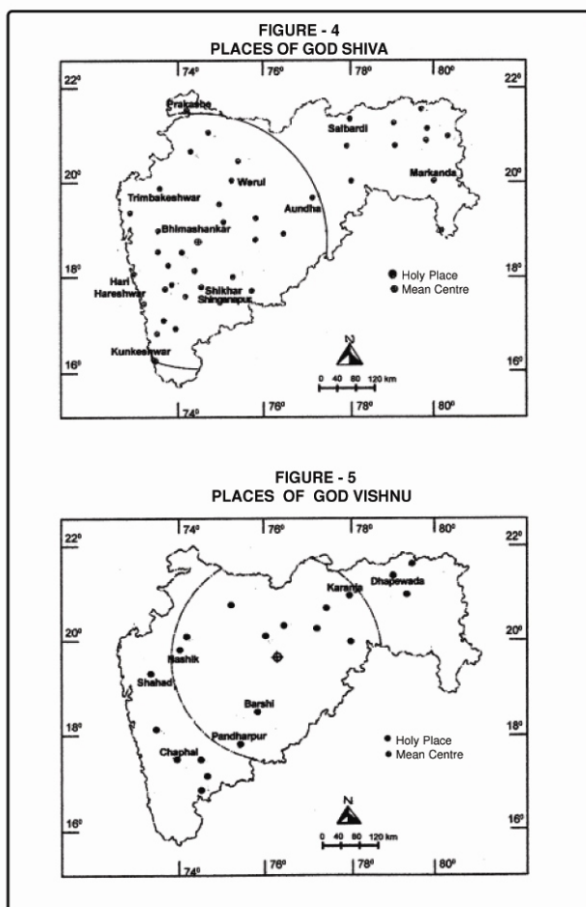 FIGURE - 4
PLACES OF GOD SHIVA
74° 76° 78° 80°
22°
20°
18°
16°
Prakashe
Salbardi
Werul
Markanda
Trimbakeshwar
Aundha
Bhimashankar
Hari
Hareshwar
Shikhar
Shinganapur
Kunkeshwar
Holy Place
Mean Centre
N
0 40 80 120 km
74° 76° 78° 80°
22°
20°
18°
16°
FIGURE - 5
PLACES OF GOD VISHNU
74° 76° 78° 80°
22°
20°
18°
16°
Karanja
Dhapewada
Nashik
Shahad
Barshi
Pandharpur
Chaphal
Holy Place
Mean Centre
N
0 40 80 120 km
74° 76° 78° 80°
22°
20°
18°
16°